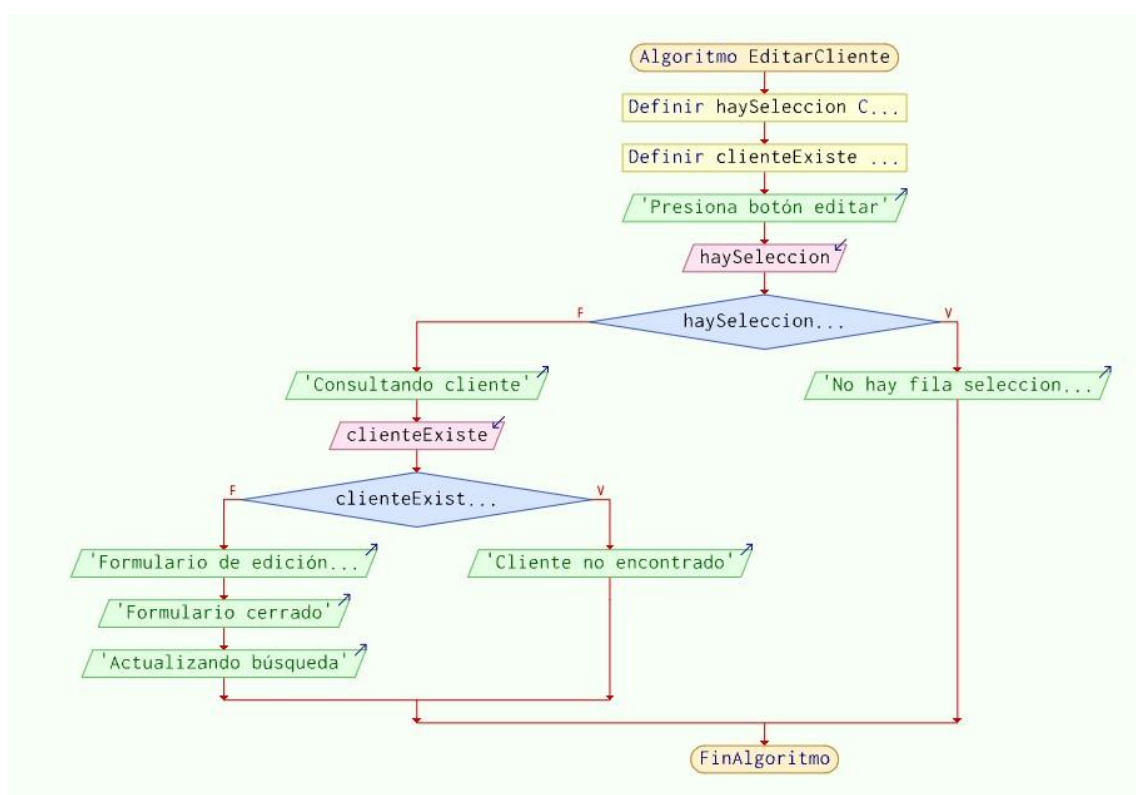 Algoritmo EditarCliente
Definir haySeleccion C...
Definir clienteExiste ...
'Presiona botón editar'
haySeleccion
haySeleccion...
F
V
'Consultando cliente'
'No hay fila seleccion...
clienteExiste
clienteExist...
F
V
'Formulario de edición...
'Cliente no encontrado'
'Formulario cerrado'
'Actualizando búsqueda'
FinAlgoritmo